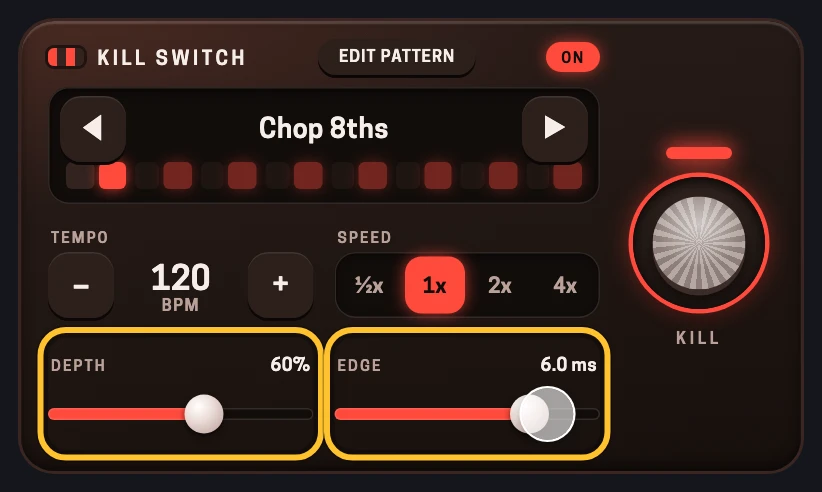 KILL SWITCH
EDIT PATTERN
ON
Chop 8ths
TEMPO
SPEED
–
120
BPM
+
½x
1x
2x
4x
KILL
DEPTH
60%
EDGE
6.0 ms